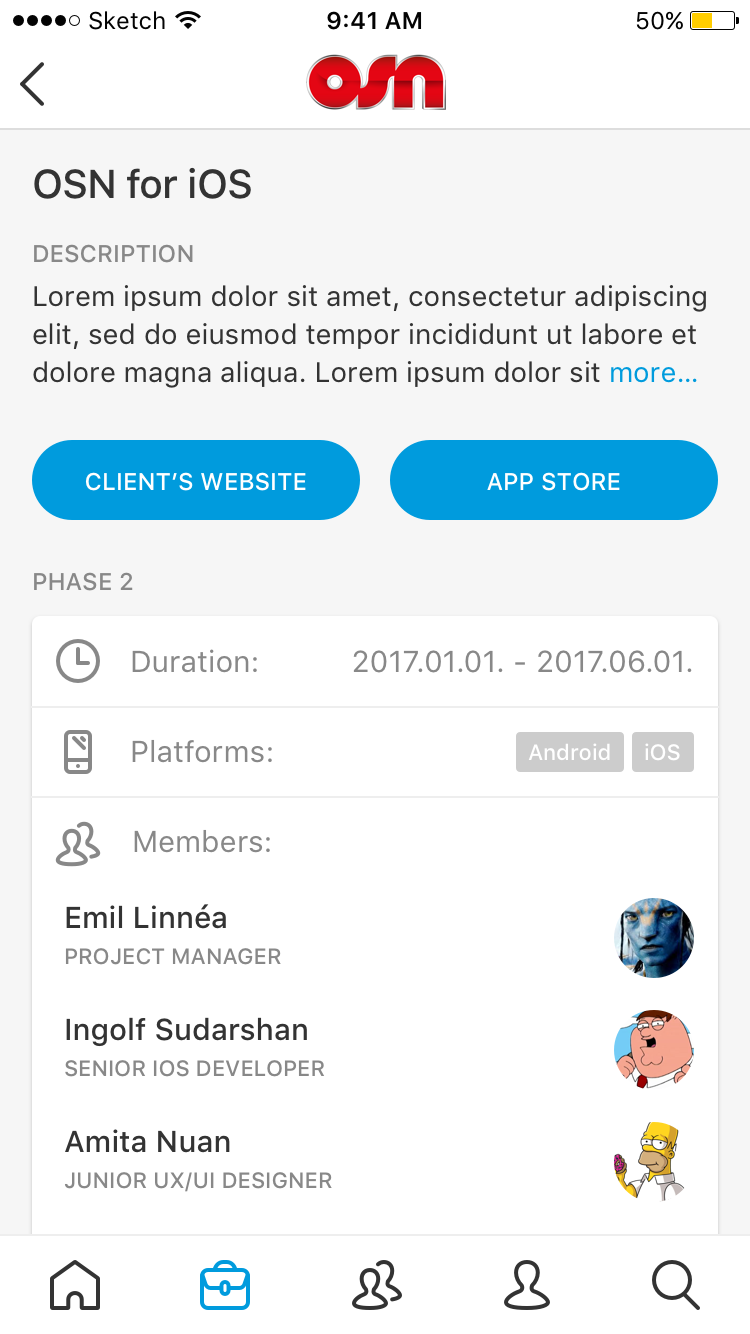 Sketch 9:41 AM 50%
osn
OSN for iOS
DESCRIPTION
Lorem ipsum dolor sit amet, consectetur adipiscing
elit, sed do eiusmod tempor incididunt ut labore et
dolore magna aliqua. Lorem ipsum dolor sit more...
CLIENT’S WEBSITE APP STORE
PHASE 2
Duration: 2017.01.01. - 2017.06.01.
Platforms: Android iOS
Members:
Emil Linnéa
PROJECT MANAGER
Ingolf Sudarshan
SENIOR IOS DEVELOPER
Amita Nuan
JUNIOR UX/UI DESIGNER